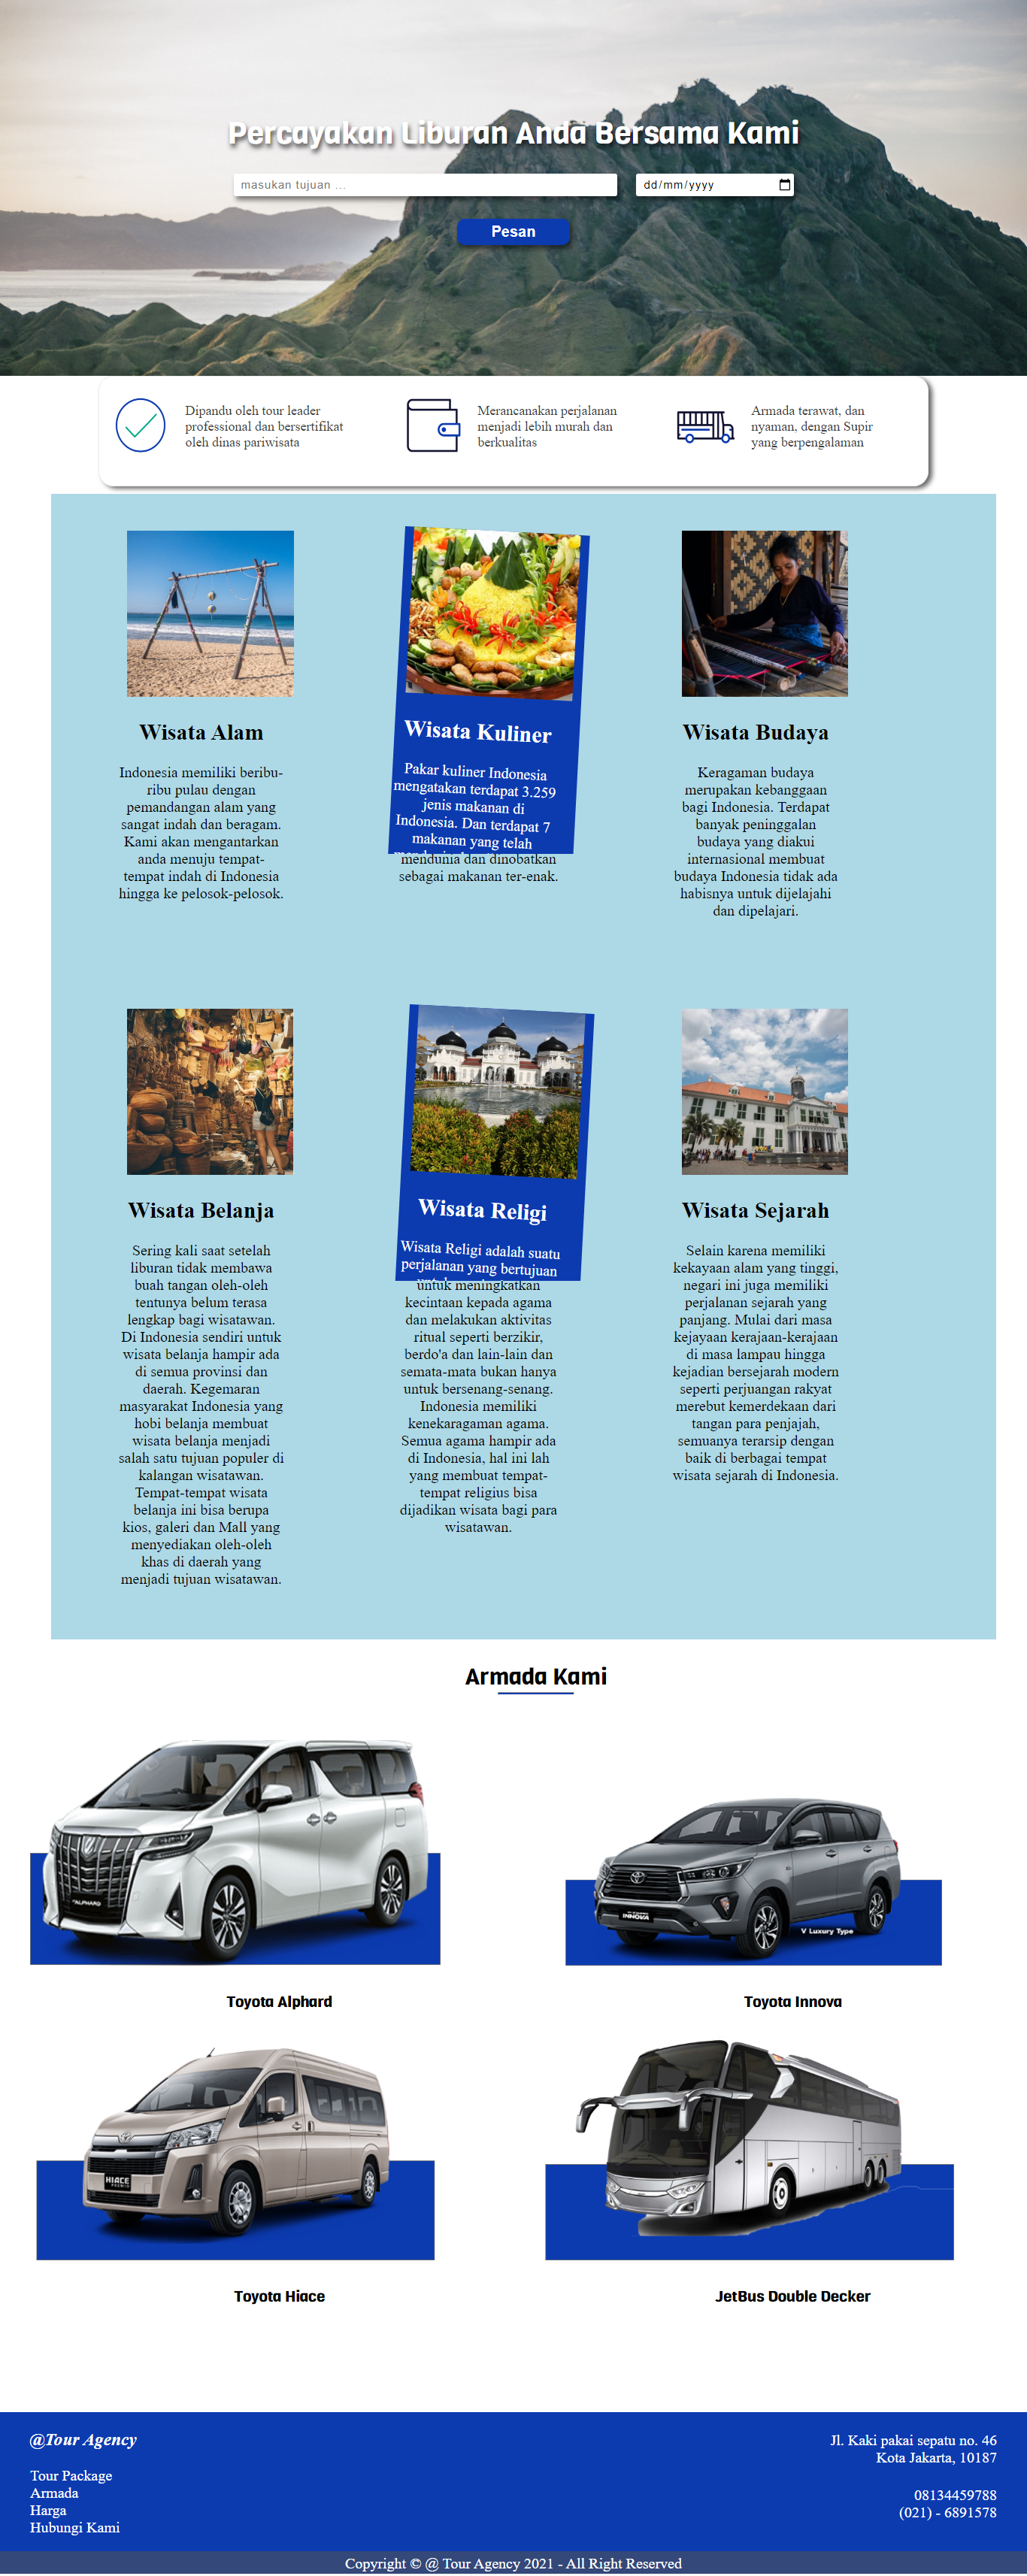 Percayakan Liburan Anda Bersama Kami
masukan tujuan ...
dd/mm/yyyy
Pesan
Dipandu oleh tour leader
professional dan bersertifikat
oleh dinas pariwisata
Merancanakan perjalanan
menjadi lebih murah dan
berkualitas
Armada terawat, dan
nyaman, dengan Supir
yang berpengalaman
Wisata Alam
Indonesia memiliki beribu-
ribu pulau dengan
pemandangan alam yang
sangat indah dan beragam.
Kami akan mengantarkan
anda menuju tempat-
tempat indah di Indonesia
hingga ke pelosok-pelosok.
Wisata Kuliner
Pakar kuliner Indonesia
mengatakan terdapat 3.259
jenis makanan di
Indonesia. Dan terdapat 7
makanan yang telah
mendunia dan dinobatkan
sebagai makanan ter-enak.
Wisata Budaya
Keragaman budaya
merupakan kebanggaan
bagi Indonesia. Terdapat
banyak peninggalan
budaya yang diakui
internasional membuat
budaya Indonesia tidak ada
habisnya untuk dijelajahi
dan dipelajari.
Wisata Belanja
Sering kali saat setelah
liburan tidak membawa
buah tangan oleh-oleh
tentunya belum terasa
lengkap bagi wisatawan.
Di Indonesia sendiri untuk
wisata belanja hampir ada
di semua provinsi dan
daerah. Kegemaran
masyarakat Indonesia yang
hobi belanja membuat
wisata belanja menjadi
salah satu tujuan populer di
kalangan wisatawan.
Tempat-tempat wisata
belanja ini bisa berupa
kios, galeri dan Mall yang
menyediakan oleh-oleh
khas di daerah yang
menjadi tujuan wisatawan.
Wisata Religi
Wisata Religi adalah suatu
perjalanan yang bertujuan
untuk meningkatkan
kecintaan kepada agama
dan melakukan aktivitas
ritual seperti berzikir,
berdo'a dan lain-lain dan
semata-mata bukan hanya
untuk bersenang-senang.
Indonesia memiliki
kenekaragaman agama.
Semua agama hampir ada
di Indonesia, hal ini lah
yang membuat tempat-
tempat religius bisa
dijadikan wisata bagi para
wisatawan.
Wisata Sejarah
Selain karena memiliki
kekayaan alam yang tinggi,
negari ini juga memiliki
perjalanan sejarah yang
panjang. Mulai dari masa
kejayaan kerajaan-kerajaan
di masa lampau hingga
kejadian bersejarah modern
seperti perjuangan rakyat
merebut kemerdekaan dari
tangan para penjajah,
semuanya terarsip dengan
baik di berbagai tempat
wisata sejarah di Indonesia.
Armada Kami
ALPHARD
INNOVA
V Luxury Type
Toyota Alphard
Toyota Innova
HIACE
PREMIO
Toyota Hiace
JetBus Double Decker
@Tour Agency
Tour Package
Armada
Harga
Hubungi Kami
Jl. Kaki pakai sepatu no. 46
Kota Jakarta, 10187
08134459788
(021) - 6891578
Copyright © @ Tour Agency 2021 - All Right Reserved